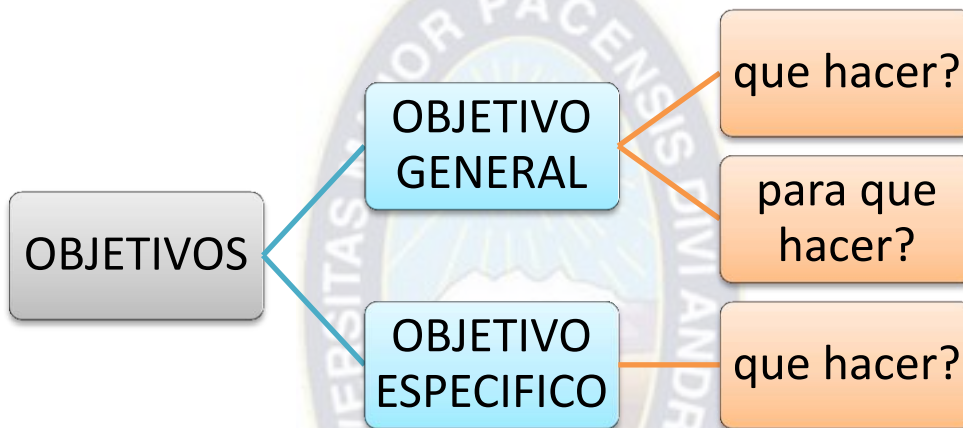 OBJETIVOS
OBJETIVO
GENERAL
que hacer?
para que
hacer?
OBJETIVO
ESPECIFICO
que hacer?